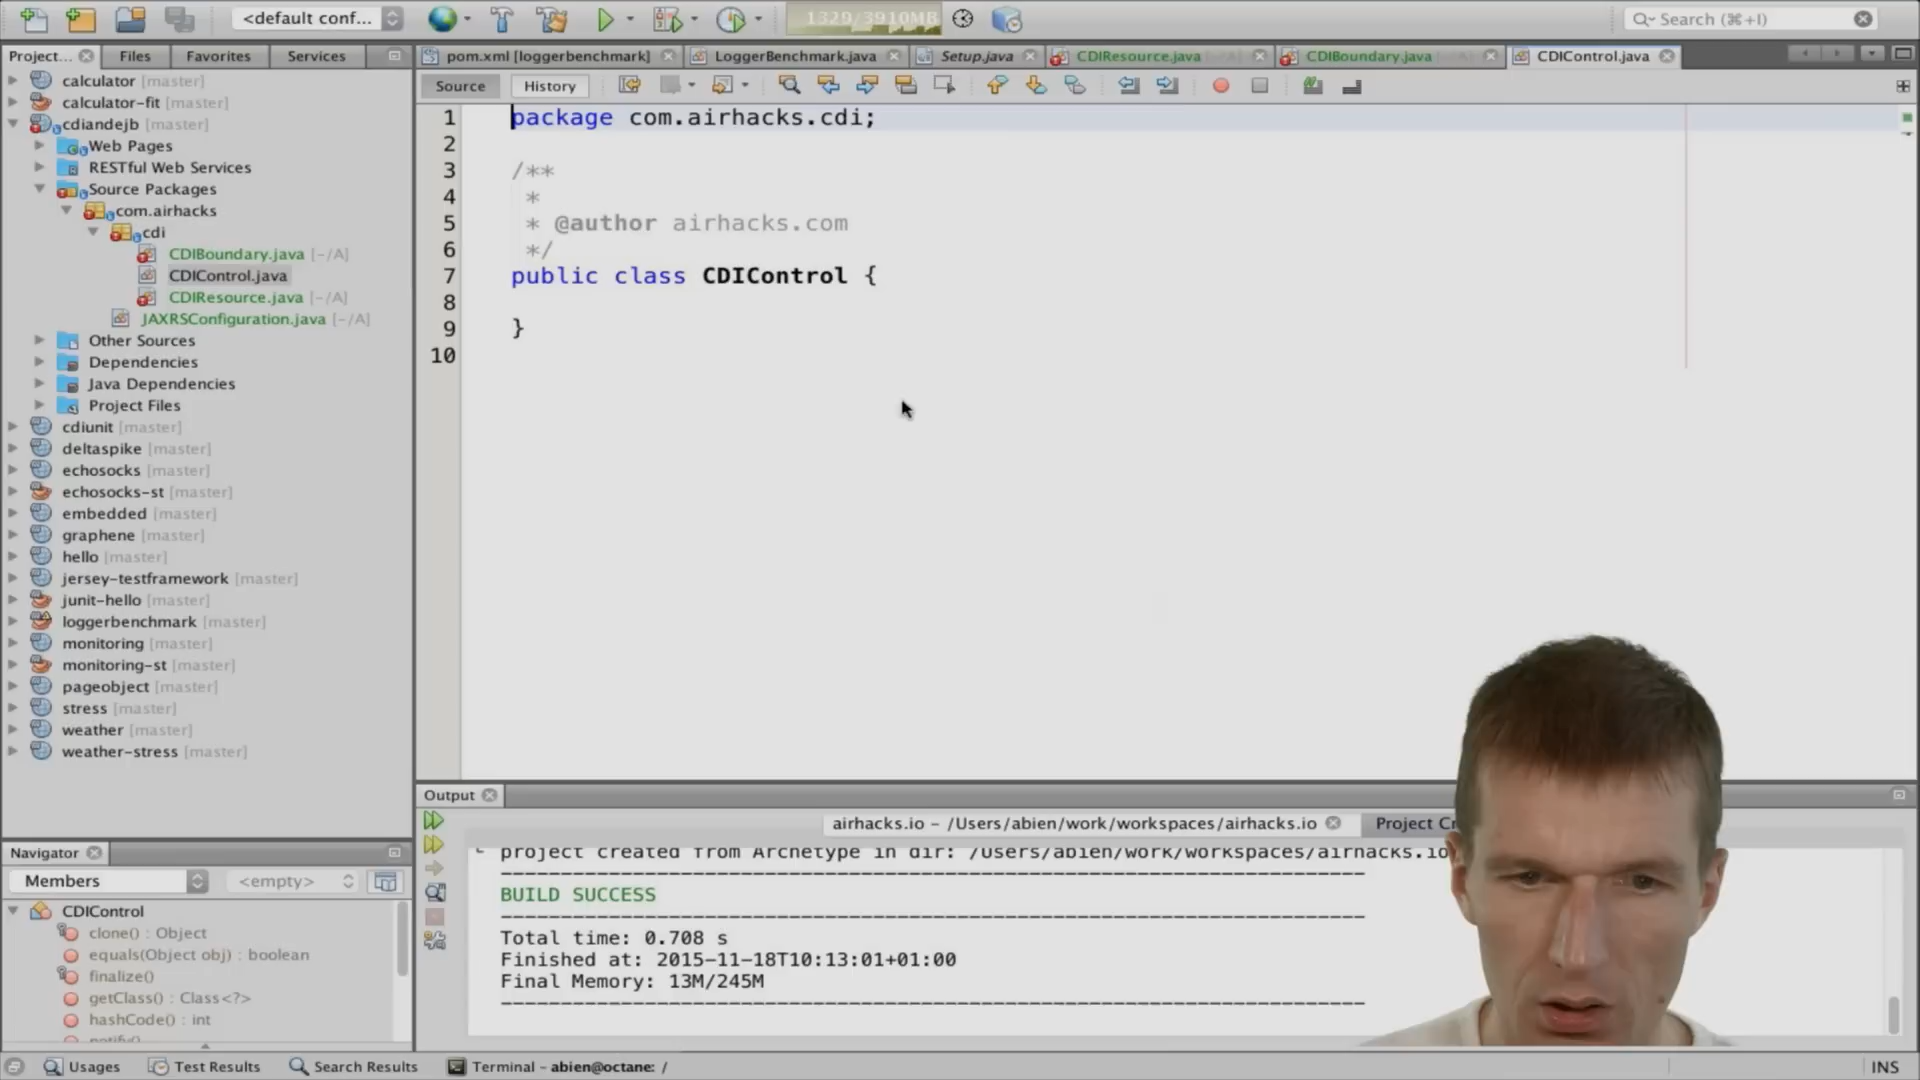 <default conf...
1329/3910MB
Search (⌘+I)
Project...
Files
Favorites
Services
pom.xml [loggerbenchmark]
LoggerBenchmark.java
Setup.java
CDIResource.java
CDIBoundary.java
CDIControl.java
Source
History
calculator [master]
calculator-fit [master]
cdiandejb [master]
Web Pages
RESTful Web Services
Source Packages
com.airhacks
cdi
CDIBoundary.java [-/A]
CDIControl.java
CDIResource.java [-/A]
JAXRSConfiguration.java [-/A]
Other Sources
Dependencies
Java Dependencies
Project Files
cdiunit [master]
deltaspike [master]
echosocks [master]
echosocks-st [master]
embedded [master]
graphene [master]
hello [master]
jersey-testframework [master]
junit-hello [master]
loggerbenchmark [master]
monitoring [master]
monitoring-st [master]
pageobject [master]
stress [master]
weather [master]
weather-stress [master]
1 package com.airhacks.cdi;
2
3 /**
4 *
5 * @author airhacks.com
6 */
7 public class CDIControl {
8
9 }
10
Navigator
Members
<empty>
CDIControl
clone() : Object
equals(Object obj) : boolean
finalize()
getClass() : Class<?>
hashCode() : int
notify()
Output
airhacks.io – /Users/abien/work/workspaces/airhacks.io
Project Cr
project created from Archetype in dir: /Users/abien/work/workspaces/airhacks.io
------------------------------------------------------------------------
BUILD SUCCESS
------------------------------------------------------------------------
Total time: 0.708 s
Finished at: 2015-11-18T10:13:01+01:00
Final Memory: 13M/245M
------------------------------------------------------------------------
Usages
Test Results
Search Results
Terminal – abien@octane: /
INS